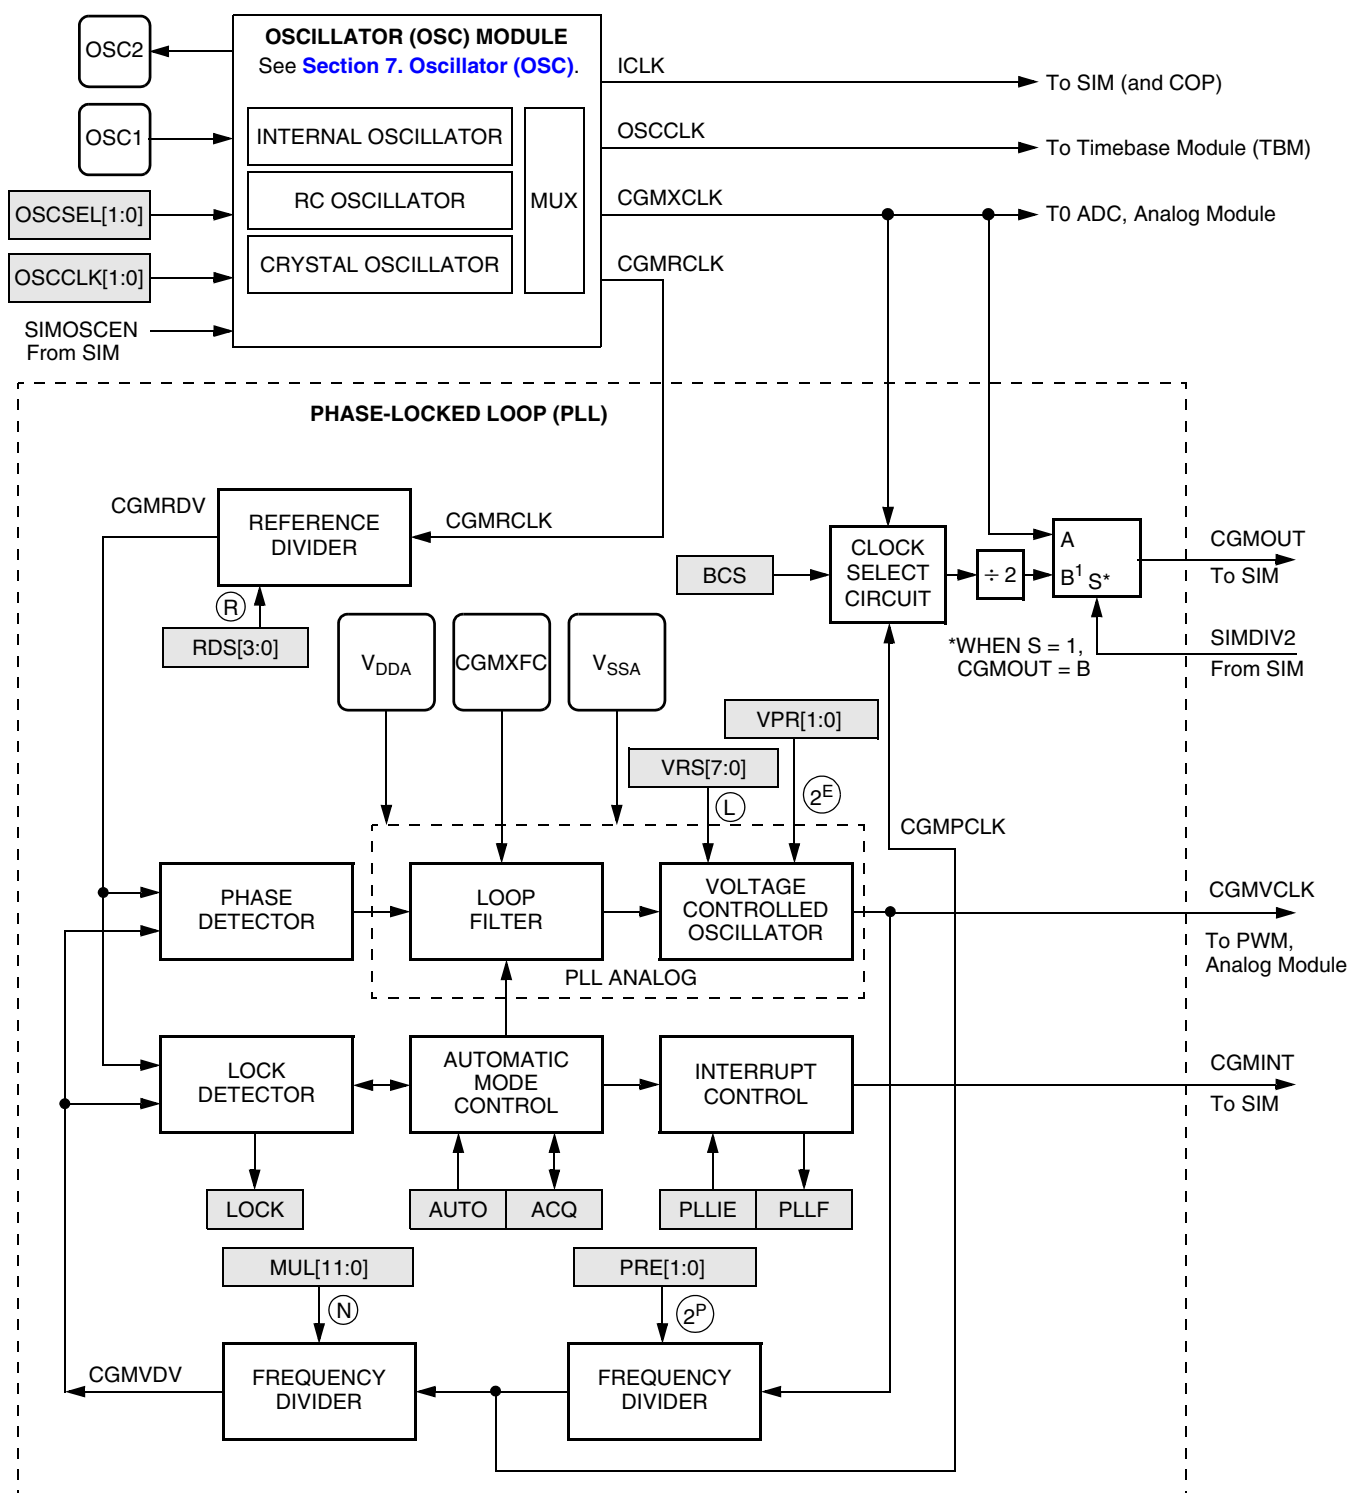 OSCILLATOR (OSC) MODULE
See Section 7. Oscillator (OSC).
OSC2
OSC1
OSCSEL[1:0]
OSCCLK[1:0]
SIMOSCEN
From SIM
INTERNAL OSCILLATOR
RC OSCILLATOR
CRYSTAL OSCILLATOR
MUX
ICLK
To SIM (and COP)
OSCCLK
To Timebase Module (TBM)
CGMXCLK
T0 ADC, Analog Module
CGMRCLK
PHASE-LOCKED LOOP (PLL)
CGMRDV
REFERENCE
DIVIDER
CGMRCLK
R
RDS[3:0]
BCS
CLOCK
SELECT
CIRCUIT
÷ 2
A
B1 S*
CGMOUT
To SIM
*WHEN S = 1,
CGMOUT = B
SIMDIV2
From SIM
VDDA
CGMXFC
VSSA
VPR[1:0]
VRS[7:0]
L
2E
CGMPCLK
PHASE
DETECTOR
LOOP
FILTER
VOLTAGE
CONTROLLED
OSCILLATOR
PLL ANALOG
CGMVCLK
To PWM,
Analog Module
LOCK
DETECTOR
AUTOMATIC
MODE
CONTROL
INTERRUPT
CONTROL
CGMINT
To SIM
LOCK
AUTO
ACQ
PLLIE
PLLF
MUL[11:0]
PRE[1:0]
N
2P
CGMVDV
FREQUENCY
DIVIDER
FREQUENCY
DIVIDER